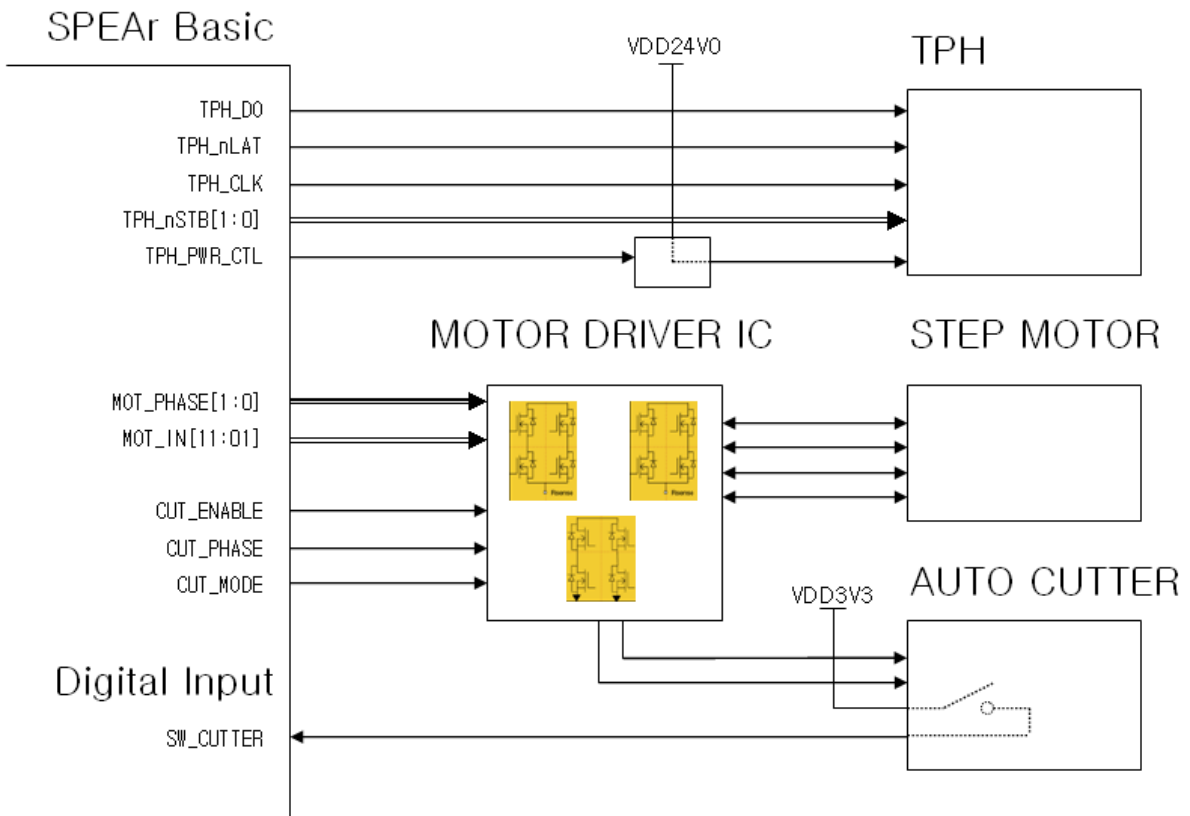 SPEAr Basic
VDD24V0
TPH
TPH_DO
TPH_nLAT
TPH_CLK
TPH_nSTB[1:0]
TPH_PWR_CTL
MOTOR DRIVER IC
STEP MOTOR
MOT_PHASE[1:0]
MOT_IN[11:01]
CUT_ENABLE
CUT_PHASE
CUT_MODE
VDD3V3
AUTO CUTTER
Digital Input
SW_CUTTER